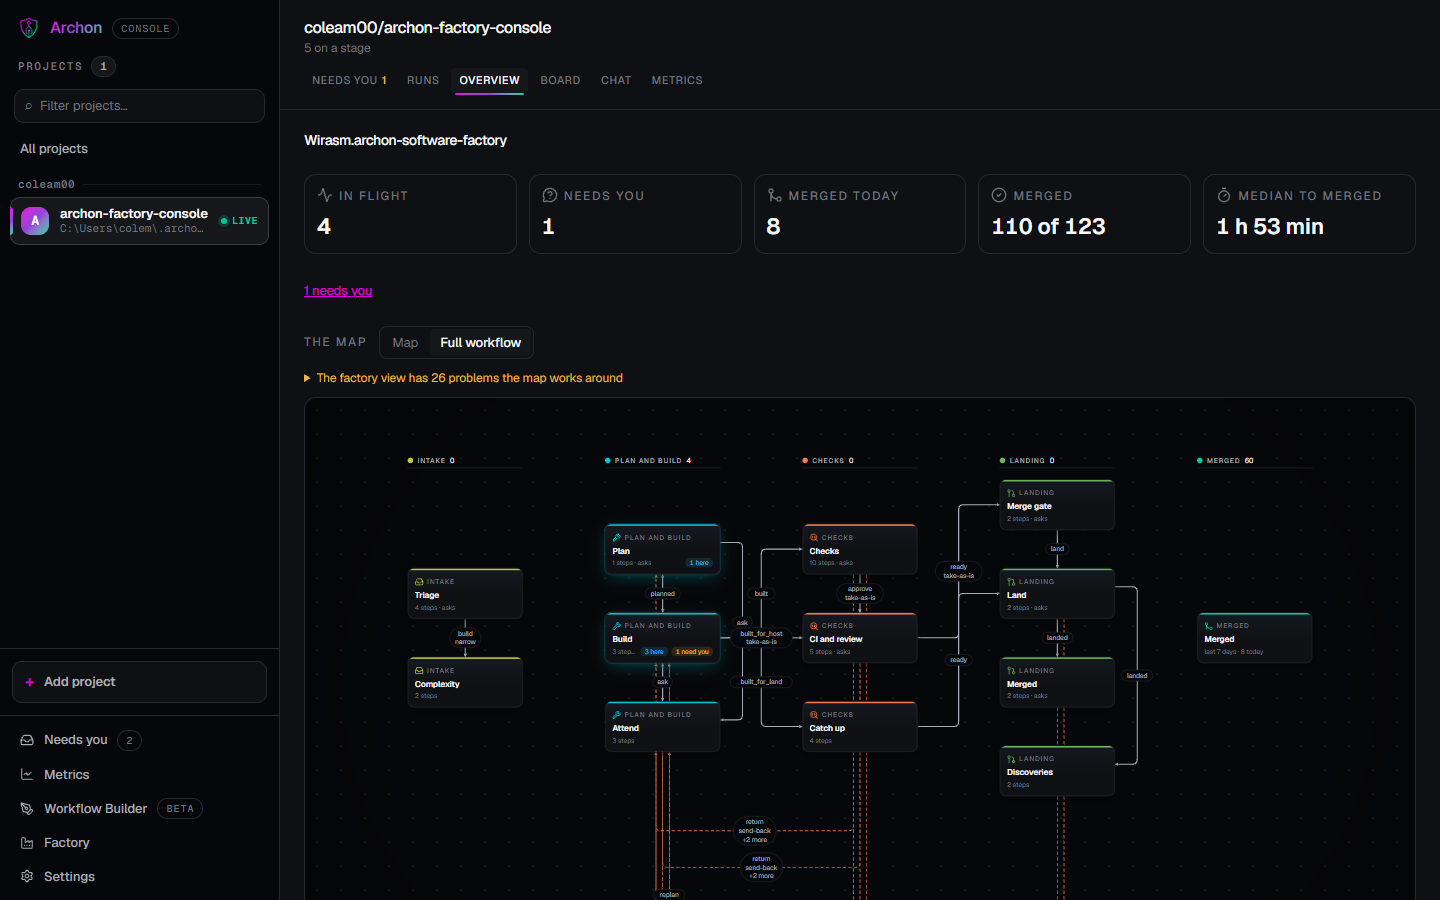 Archon CONSOLE
PROJECTS 1
Filter projects...
All projects
coleam00
A archon-factory-console LIVE
C:\Users\colem\.archo…
Add project
Needs you 2
Metrics
Workflow Builder BETA
Factory
Settings
coleam00/archon-factory-console
5 on a stage
NEEDS YOU 1 RUNS OVERVIEW BOARD CHAT METRICS
Wirasm.archon-software-factory
IN FLIGHT
4
NEEDS YOU
1
MERGED TODAY
8
MERGED
110 of 123
MEDIAN TO MERGED
1 h 53 min
1 needs you
THE MAP Map Full workflow
The factory view has 26 problems the map works around
INTAKE 0
PLAN AND BUILD 4
CHECKS 0
LANDING 0
MERGED 60
INTAKE
Triage
4 steps · asks
build
narrow
INTAKE
Complexity
2 steps
PLAN AND BUILD
Plan
1 steps · asks 1 here
planned
PLAN AND BUILD
Build
3 step… 3 here 1 need you
ask
PLAN AND BUILD
Attend
3 steps
ask
built
built_for_host
take-as-is
built_for_land
CHECKS
Checks
10 steps · asks
approve
take-as-is
CHECKS
CI and review
5 steps · asks
CHECKS
Catch up
4 steps
ready
take-as-is
ready
LANDING
Merge gate
2 steps · asks
land
LANDING
Land
2 steps · asks
landed
LANDING
Merged
2 steps · asks
landed
LANDING
Discoveries
2 steps
MERGED
Merged
last 7 days · 8 today
return
send-back
+2 more
return
send-back
+2 more
replan